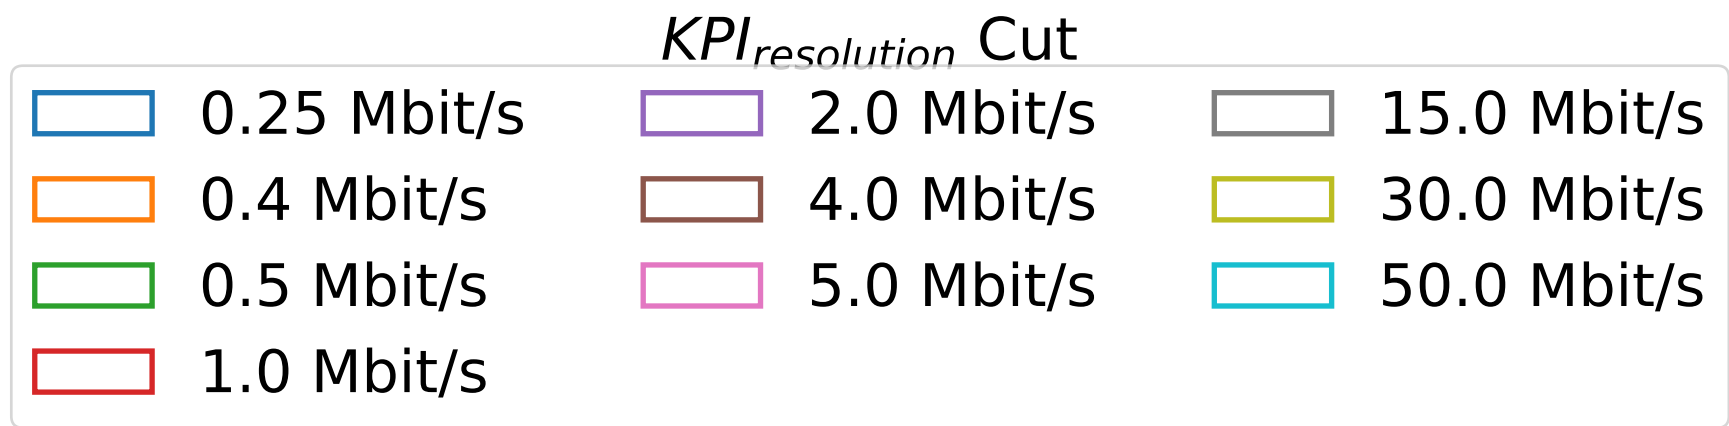 KPI_resolution Cut
0.25 Mbit/s
0.4 Mbit/s
0.5 Mbit/s
1.0 Mbit/s
2.0 Mbit/s
4.0 Mbit/s
5.0 Mbit/s
15.0 Mbit/s
30.0 Mbit/s
50.0 Mbit/s